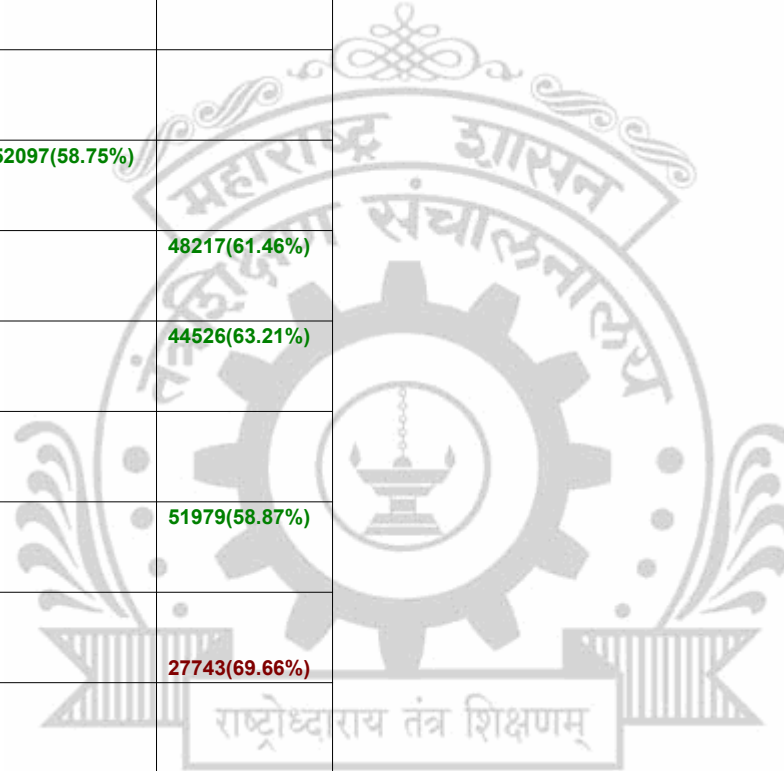 महाराष्ट्र शासन
तंत्रशिक्षण संचालनालय
52097(58.75%)
48217(61.46%)
44526(63.21%)
51979(58.87%)
27743(69.66%)
राष्ट्रोध्दाराय तंत्र शिक्षणम्